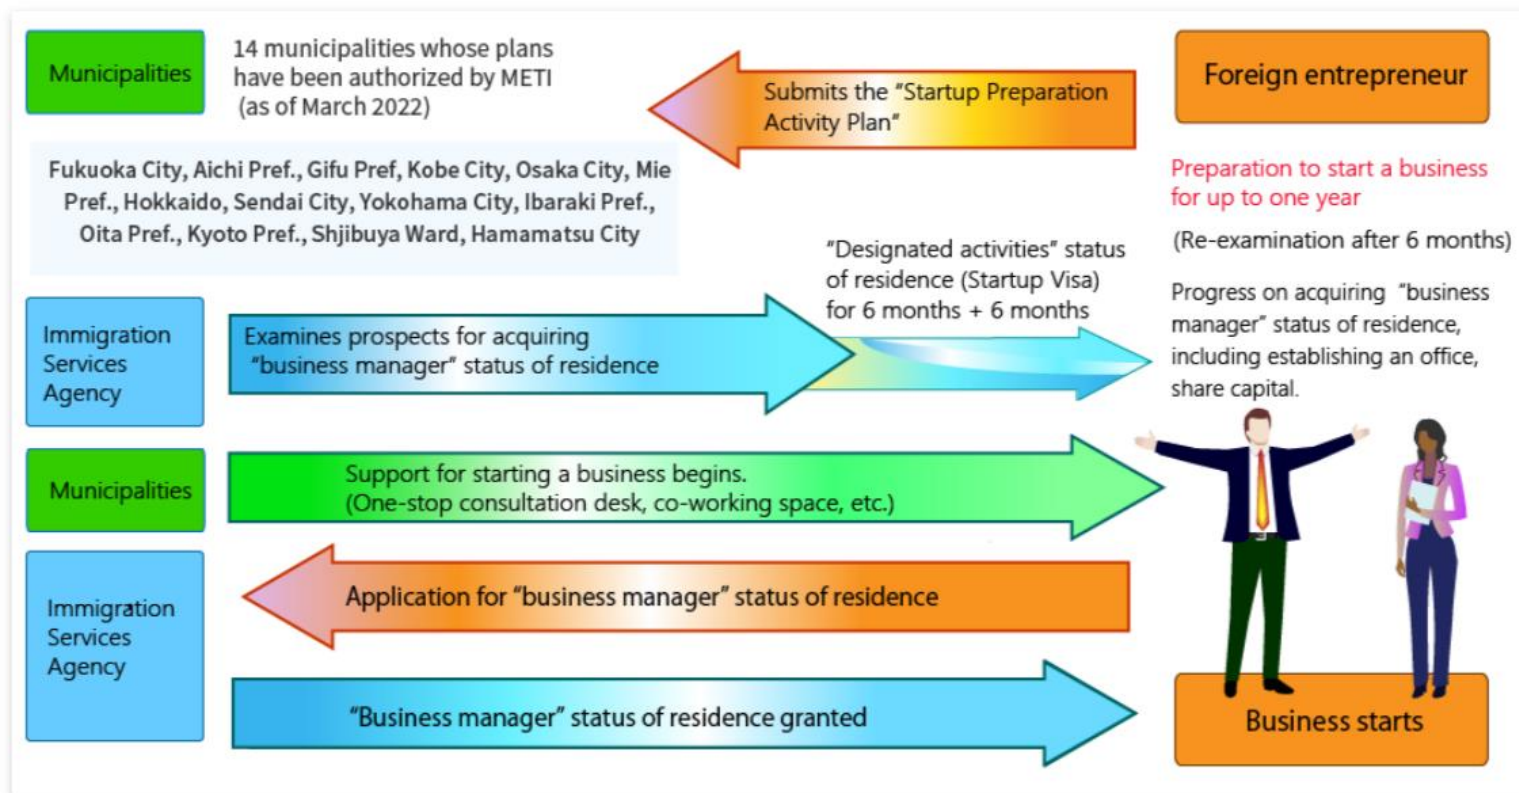 Municipalities
14 municipalities whose plans
have been authorized by METI
(as of March 2022)
Submits the "Startup Preparation
Activity Plan"
Foreign entrepreneur
Fukuoka City, Aichi Pref., Gifu Pref, Kobe City, Osaka City, Mie
Pref., Hokkaido, Sendai City, Yokohama City, Ibaraki Pref.,
Oita Pref., Kyoto Pref., Shjibuya Ward, Hamamatsu City
Preparation to start a business
for up to one year
(Re-examination after 6 months)
"Designated activities" status
of residence (Startup Visa)
for 6 months + 6 months
Progress on acquiring "business
manager" status of residence,
including establishing an office,
share capital.
Immigration
Services
Agency
Examines prospects for acquiring
"business manager" status of residence
Municipalities
Support for starting a business begins.
(One-stop consultation desk, co-working space, etc.)
Immigration
Services
Agency
Application for "business manager" status of residence
"Business manager" status of residence granted
Business starts